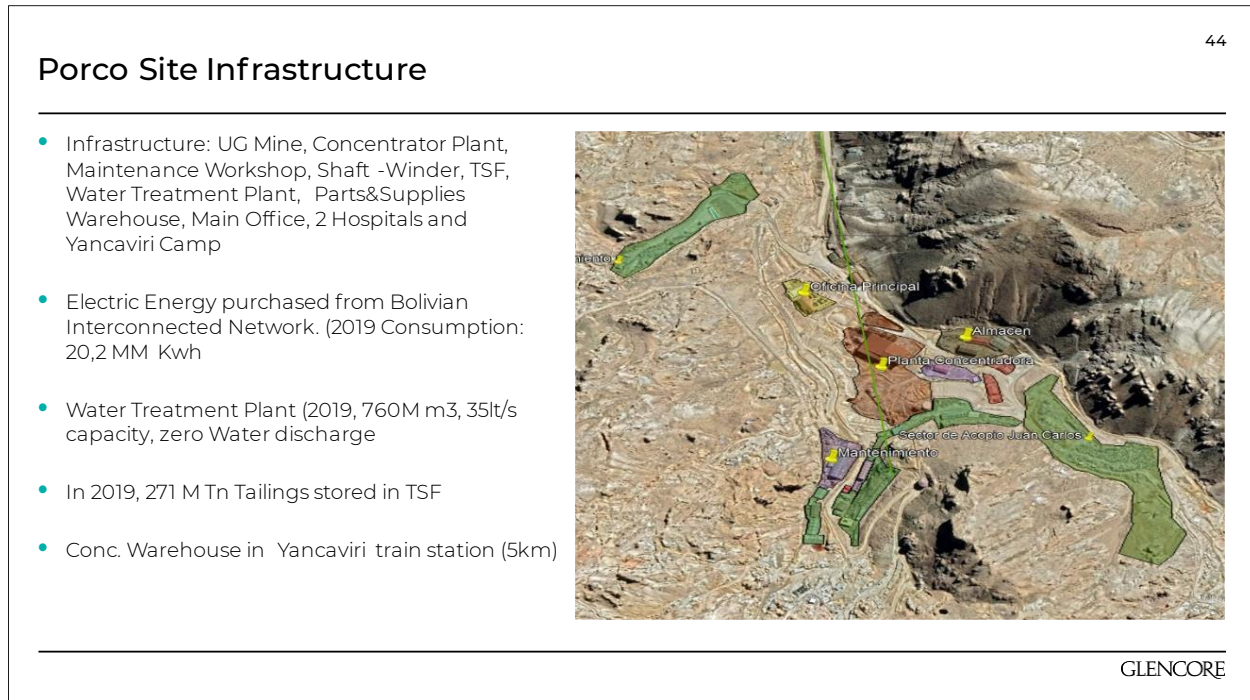 44
Porco Site Infrastructure
Infrastructure: UG Mine, Concentrator Plant,
Maintenance Workshop, Shaft -Winder, TSF,
Water Treatment Plant, Parts&Supplies
Warehouse, Main Office, 2 Hospitals and
Yancaviri Camp
Electric Energy purchased from Bolivian
Interconnected Network. (2019 Consumption:
20,2 MM Kwh
Water Treatment Plant (2019, 760M m3, 35lt/s
capacity, zero Water discharge
In 2019, 271 M Tn Tailings stored in TSF
Conc. Warehouse in Yancaviri train station (5km)
miento
Oficina Principal
Almacen
Planta Concentradora
Sector de Acopio Juan Carlos
Mantenimiento
GLENCORE